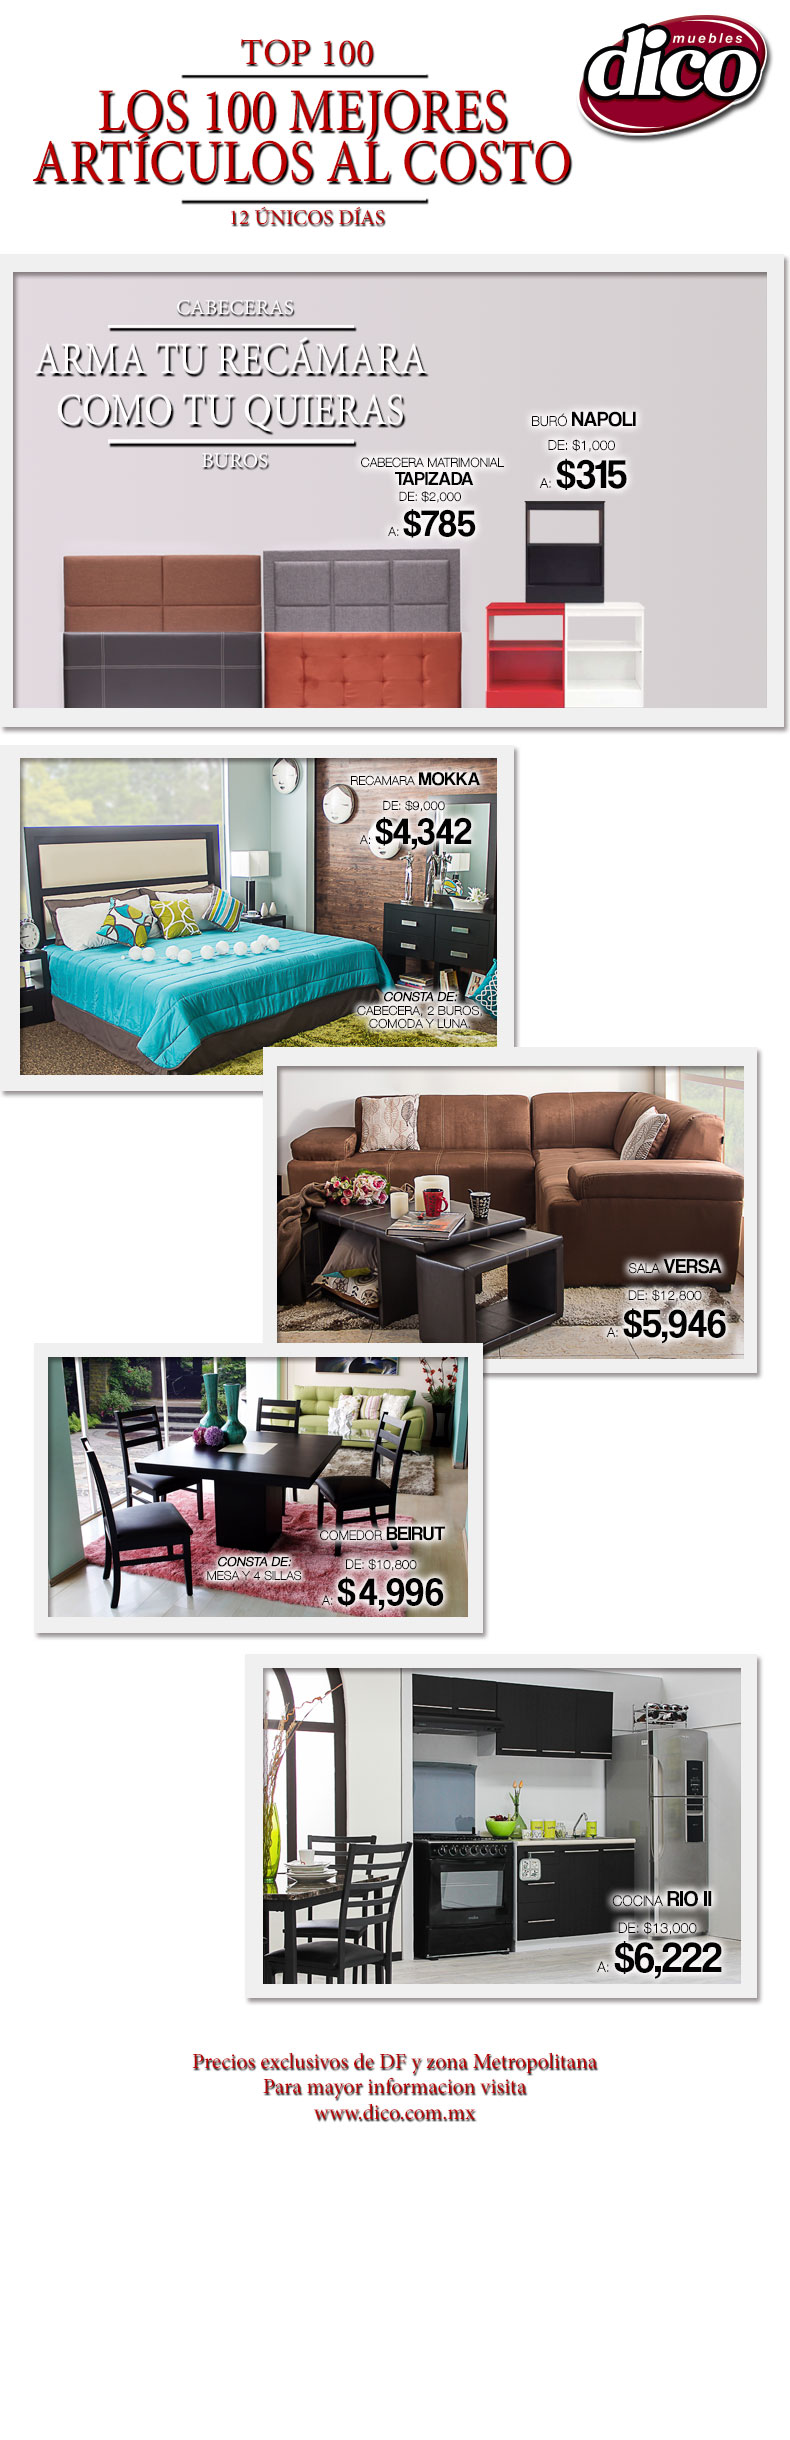 TOP 100
LOS 100 MEJORES
ARTÍCULOS AL COSTO
12 ÚNICOS DÍAS
muebles
dico
CABECERAS
ARMA TU RECÁMARA
COMO TU QUIERAS
BUROS
CABECERA MATRIMONIAL
TAPIZADA
DE: $2,000
A: $785
BURÓ NAPOLI
DE: $1,000
A: $315
RECAMARA MOKKA
DE: $9,000
A: $4,342
CONSTA DE:
CABECERA, 2 BUROS,
COMODA Y LUNA.
SALA VERSA
DE: $12,800
A: $5,946
COMEDOR BEIRUT
CONSTA DE:
MESA Y 4 SILLAS
DE: $10,800
A: $4,996
COCINA RIO II
DE: $13,000
A: $6,222
Precios exclusivos de DF y zona Metropolitana
Para mayor informacion visita
www.dico.com.mx